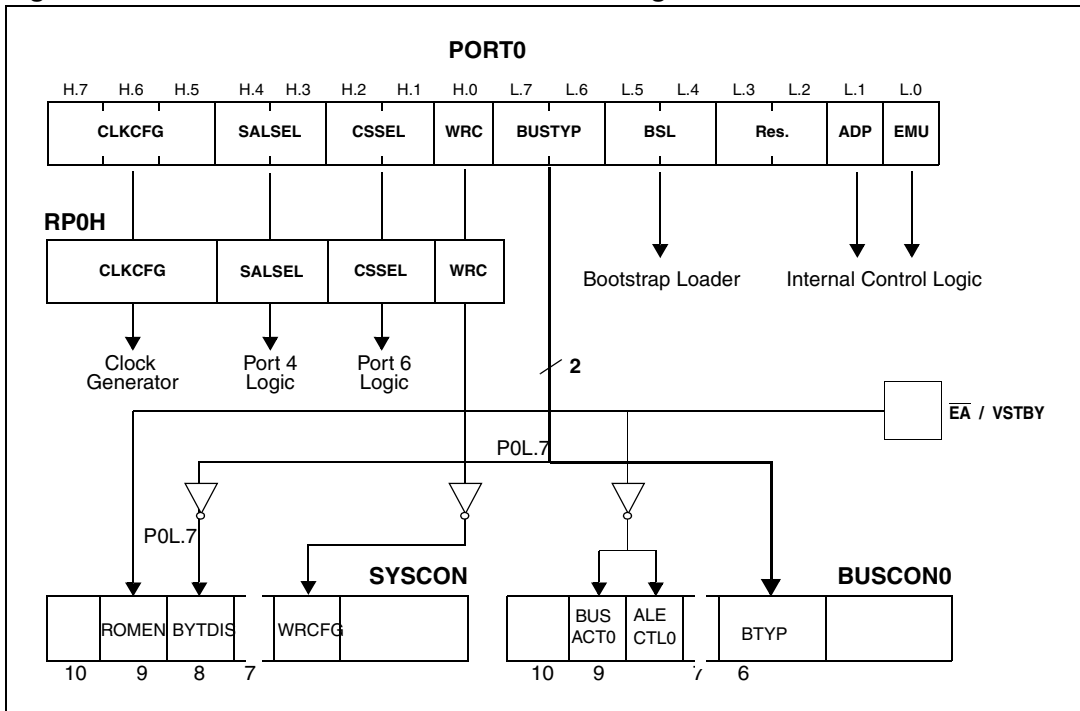 PORT0
H.7 H.6 H.5 H.4 H.3 H.2 H.1 H.0 L.7 L.6 L.5 L.4 L.3 L.2 L.1 L.0
CLKCFG SALSEL CSSEL WRC BUSTYP BSL Res. ADP EMU
RP0H
CLKCFG SALSEL CSSEL WRC
Bootstrap Loader Internal Control Logic
Clock Generator
Port 4 Logic
Port 6 Logic
2
EA / VSTBY
P0L.7
P0L.7
SYSCON BUSCON0
ROMEN BYTDIS WRCFG
BUS ACT0
ALE CTL0
BTYP
10 9 8 7 10 9 7 6